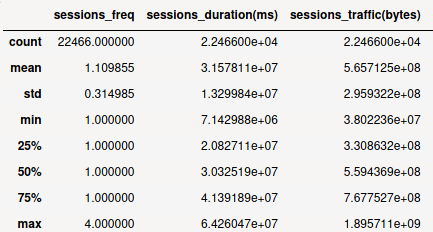 sessions_freq sessions_duration(ms) sessions_traffic(bytes)
count 22466.000000 2.246600e+04 2.246600e+04
mean 1.109855 3.157811e+07 5.657125e+08
std 0.314985 1.329984e+07 2.959322e+08
min 1.000000 7.142988e+06 3.802236e+07
25% 1.000000 2.082711e+07 3.308632e+08
50% 1.000000 3.032519e+07 5.594369e+08
75% 1.000000 4.139189e+07 7.677527e+08
max 4.000000 6.426047e+07 1.895711e+09